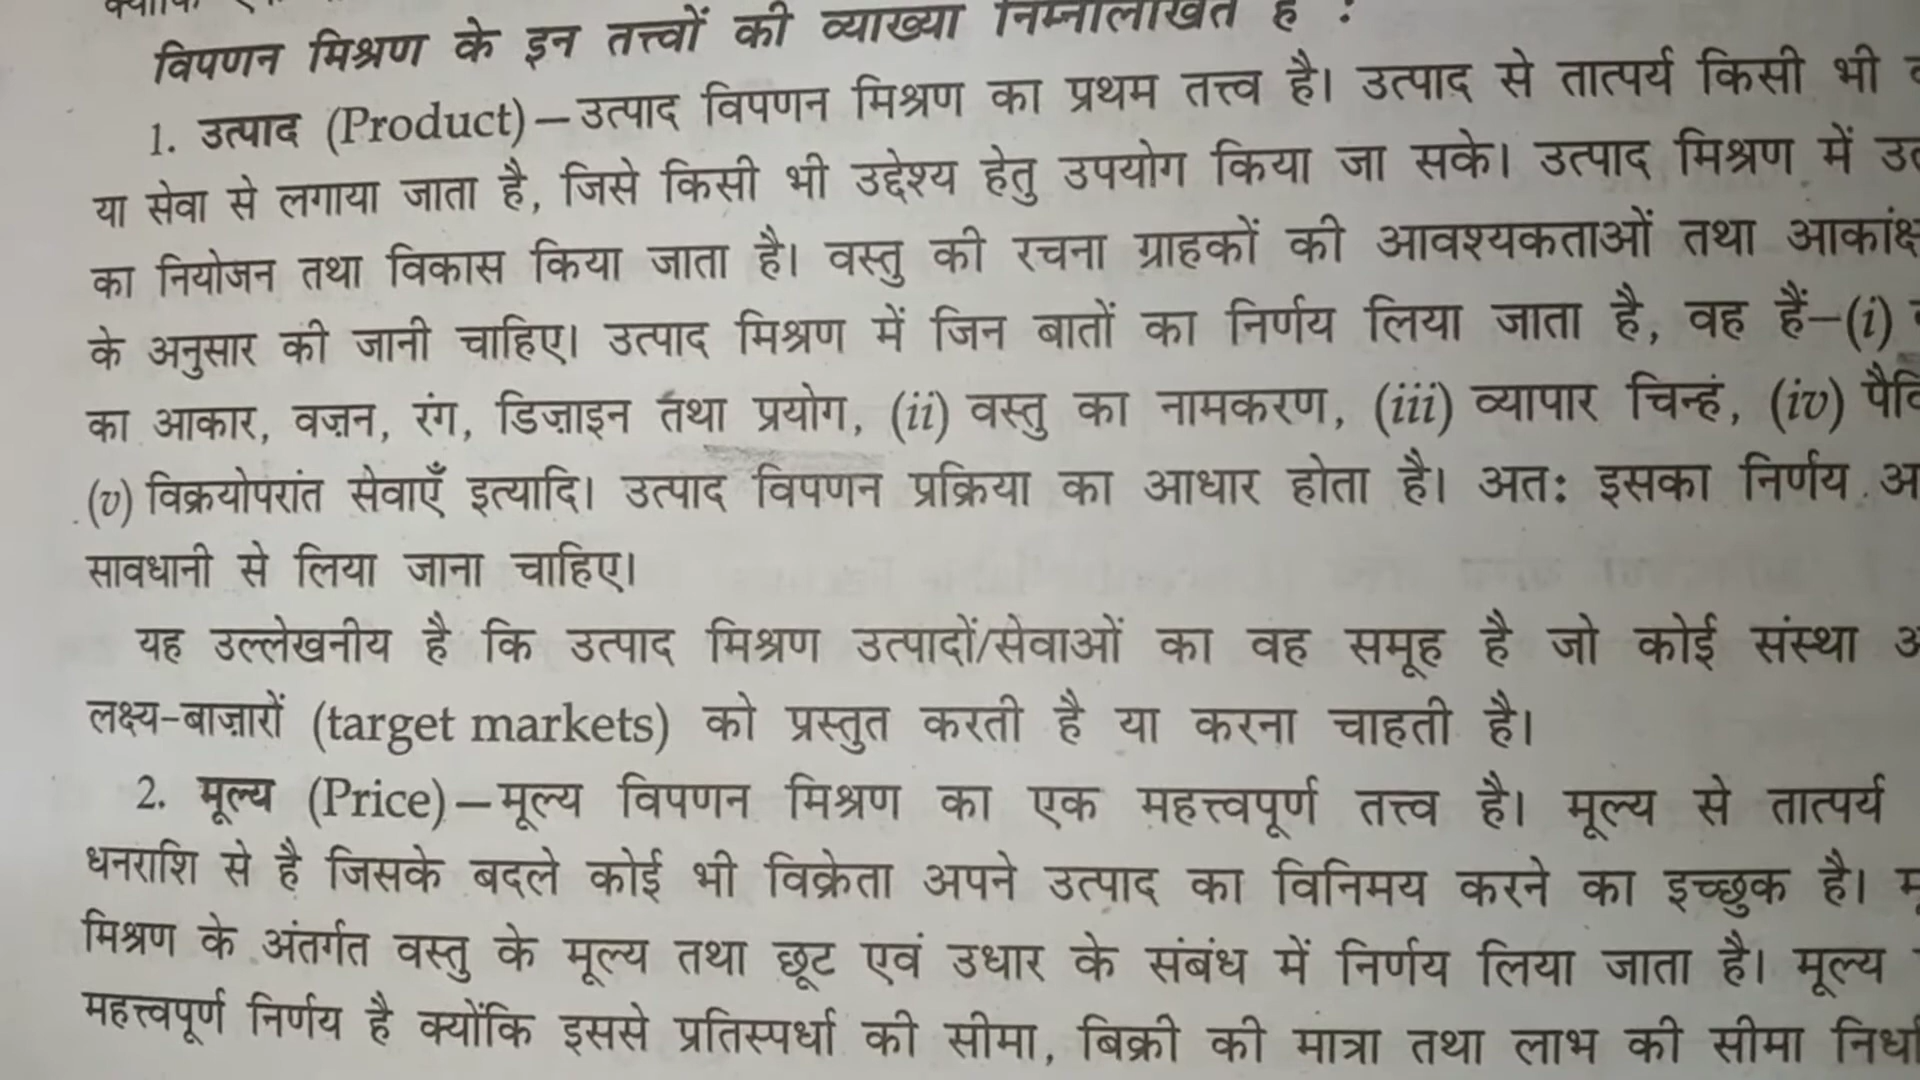 विपणन मिश्रण के इन तत्त्वों की व्याख्या निम्नलिखित है :
1. उत्पाद (Product)—उत्पाद विपणन मिश्रण का प्रथम तत्त्व है। उत्पाद से तात्पर्य किसी भी
या सेवा से लगाया जाता है, जिसे किसी भी उद्देश्य हेतु उपयोग किया जा सके। उत्पाद मिश्रण में
का नियोजन तथा विकास किया जाता है। वस्तु की रचना ग्राहकों की आवश्यकताओं तथा
के अनुसार की जानी चाहिए। उत्पाद मिश्रण में जिन बातों का निर्णय लिया जाता है, वह हैं—(i)
का आकार, वज़न, रंग, डिज़ाइन तथा प्रयोग, (ii) वस्तु का नामकरण, (iii) व्यापार चिन्हं, (iv)
(v) विक्रयोपरांत सेवाएँ इत्यादि। उत्पाद विपणन प्रक्रिया का आधार होता है। अतः इसका निर्णय
सावधानी से लिया जाना चाहिए।
यह उल्लेखनीय है कि उत्पाद मिश्रण उत्पादों/सेवाओं का वह समूह है जो कोई संस्था
लक्ष्य-बाज़ारों (target markets) को प्रस्तुत करती है या करना चाहती है।
2. मूल्य (Price)—मूल्य विपणन मिश्रण का एक महत्त्वपूर्ण तत्त्व है। मूल्य से तात्पर्य
धनराशि से है जिसके बदले कोई भी विक्रेता अपने उत्पाद का विनिमय करने का इच्छुक है।
मिश्रण के अंतर्गत वस्तु के मूल्य तथा छूट एवं उधार के संबंध में निर्णय लिया जाता है। मूल्य
महत्त्वपूर्ण निर्णय है क्योंकि इससे प्रतिस्पर्धा की सीमा, बिक्री की मात्रा तथा लाभ की सीमा